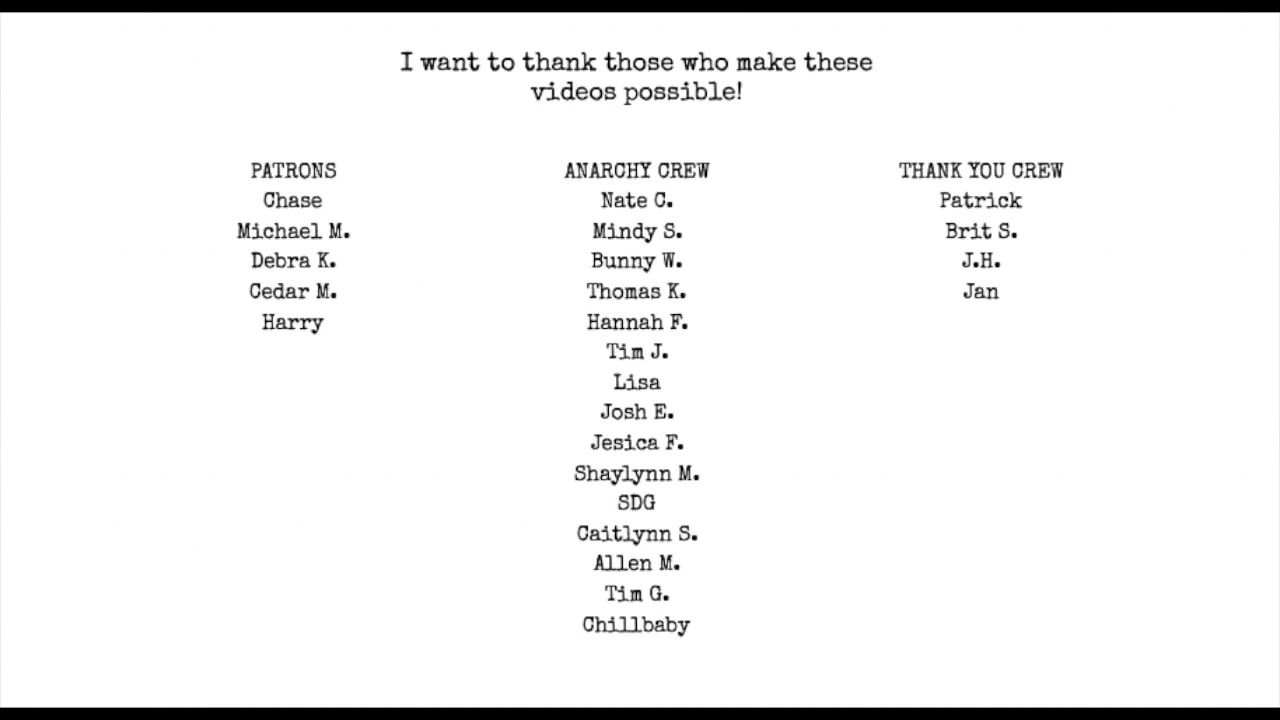 I want to thank those who make these
videos possible!
PATRONS
Chase
Michael M.
Debra K.
Cedar M.
Harry
ANARCHY CREW
Nate C.
Mindy S.
Bunny W.
Thomas K.
Hannah F.
Tim J.
Lisa
Josh E.
Jesica F.
Shaylynn M.
SDG
Caitlynn S.
Allen M.
Tim G.
Chillbaby
THANK YOU CREW
Patrick
Brit S.
J.H.
Jan